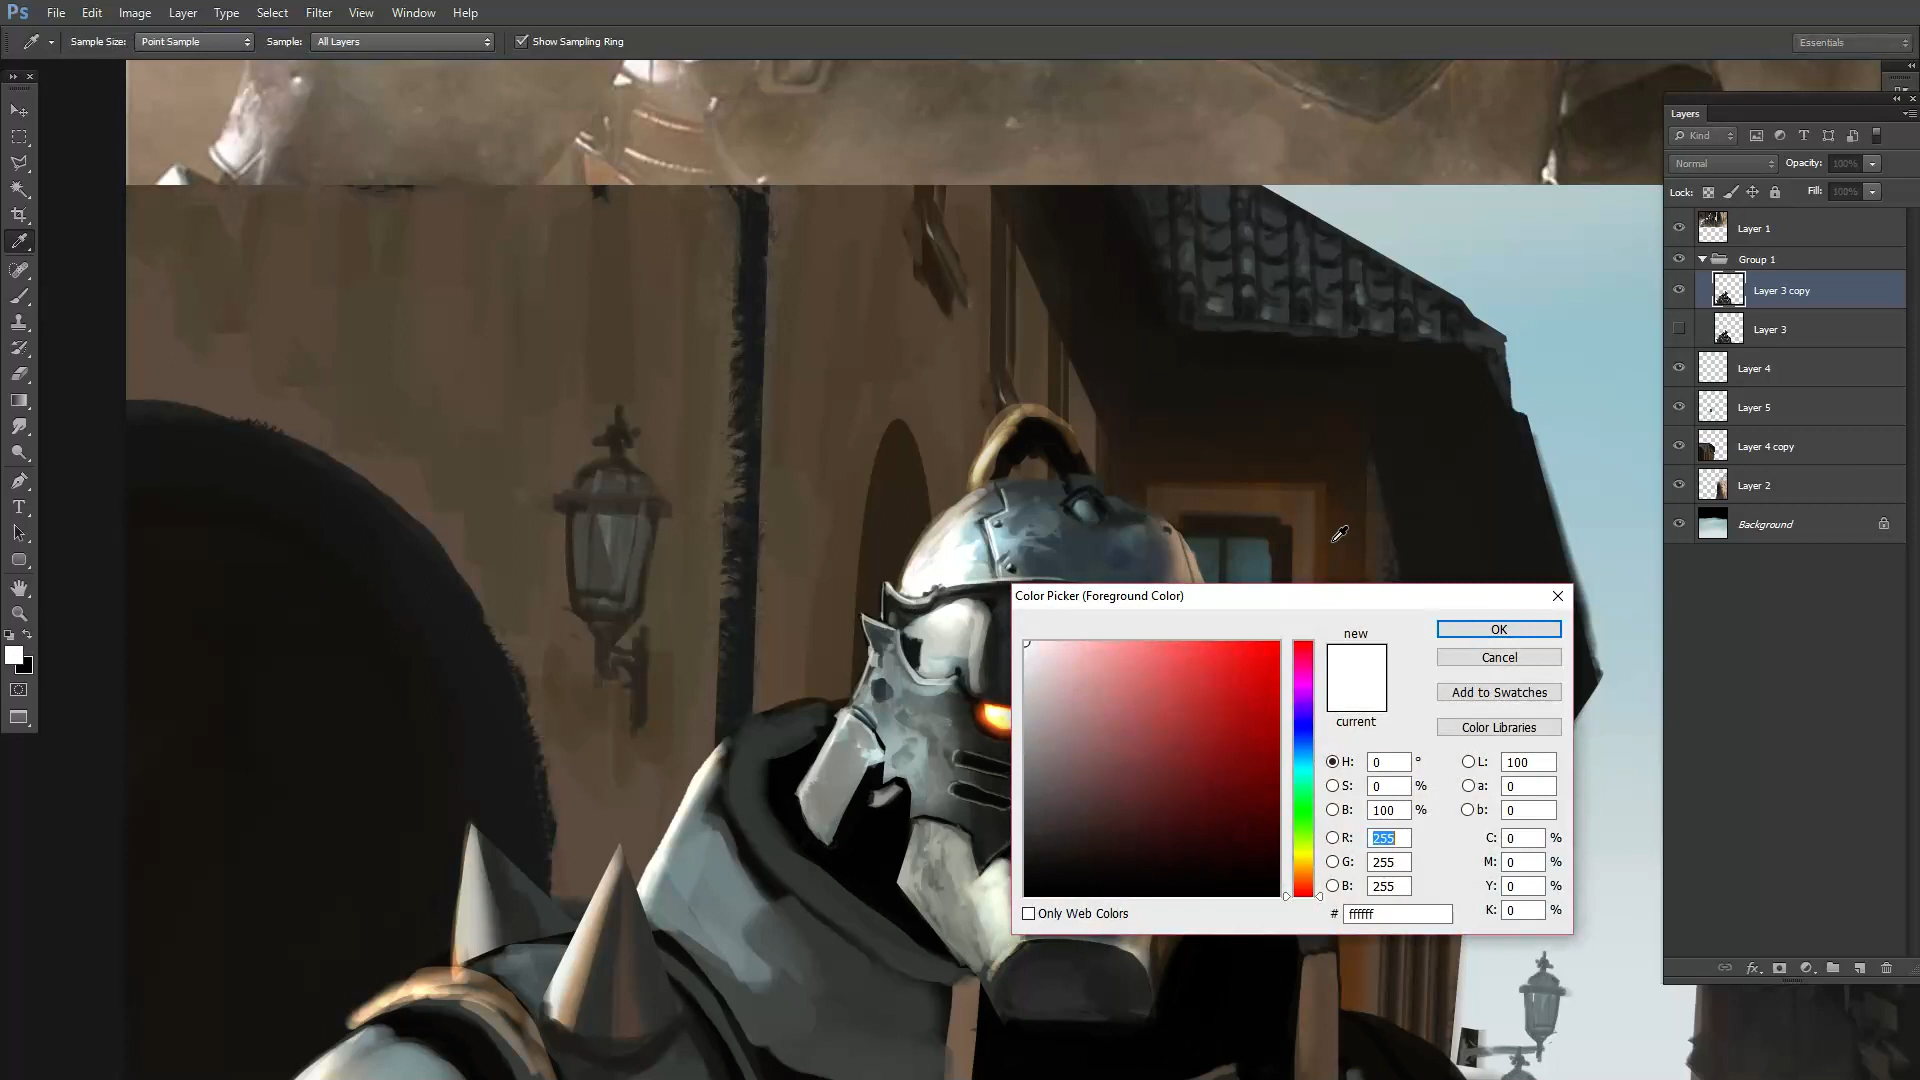 Ps File Edit Image Layer Type Select Filter View Window Help
Sample Size: Point Sample Sample: All Layers Show Sampling Ring Essentials
Layers
Kind
Normal Opacity: 100%
Lock: Fill: 100%
Layer 1
Group 1
Layer 3 copy
Layer 3
Layer 4
Layer 5
Layer 4 copy
Layer 2
Background
Color Picker (Foreground Color)
new
current
OK
Cancel
Add to Swatches
Color Libraries
H: 0 ° L: 100
S: 0 % a: 0
B: 100 % b: 0
R: 255 C: 0 %
G: 255 M: 0 %
B: 255 Y: 0 %
# ffffff K: 0 %
Only Web Colors